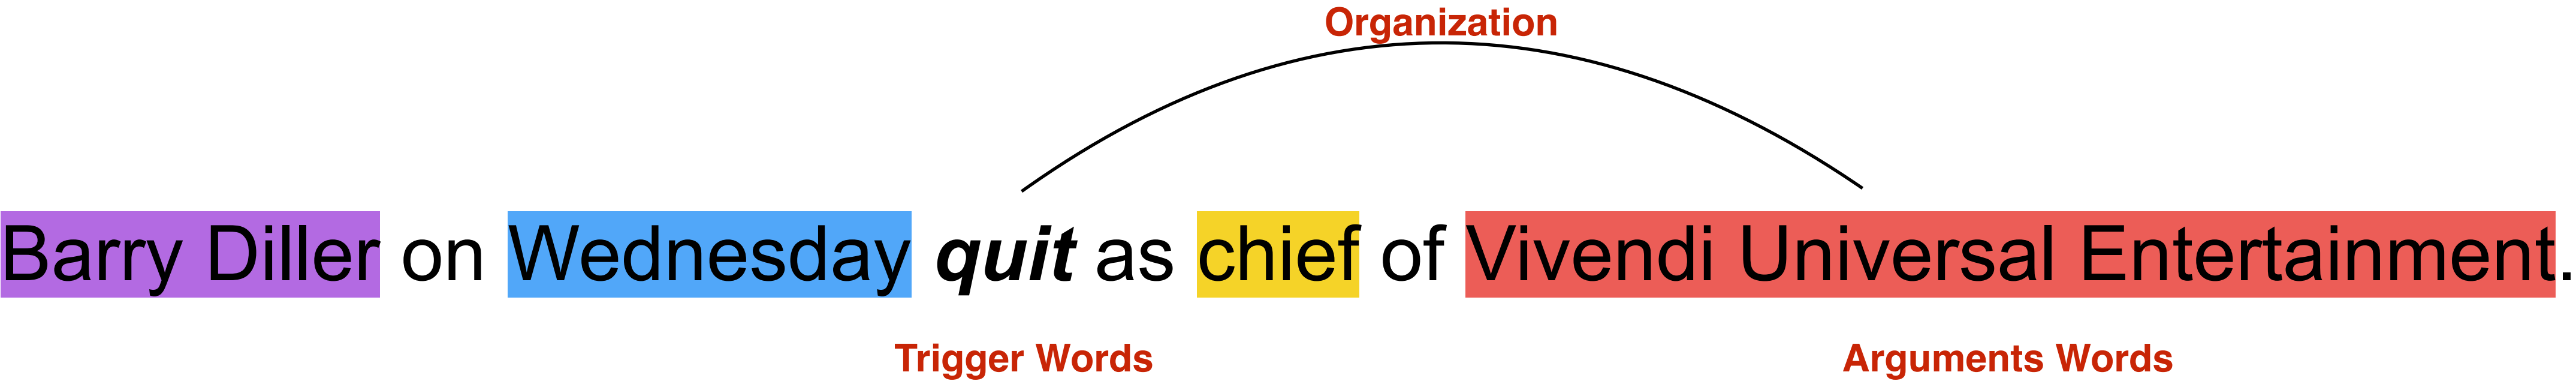 Organization
Barry Diller on Wednesday quit as chief of Vivendi Universal Entertainment.
Trigger Words
Arguments Words